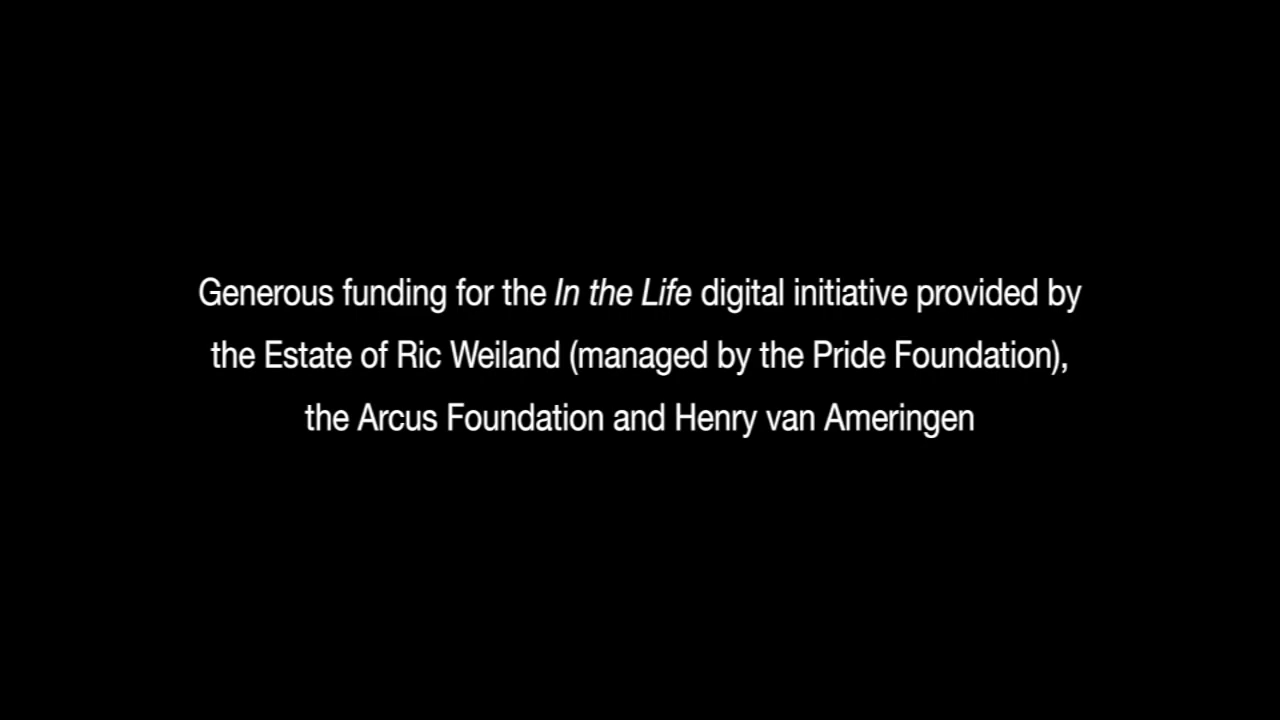 Generous funding for the In the Life digital initiative provided by
the Estate of Ric Weiland (managed by the Pride Foundation),
the Arcus Foundation and Henry van Ameringen